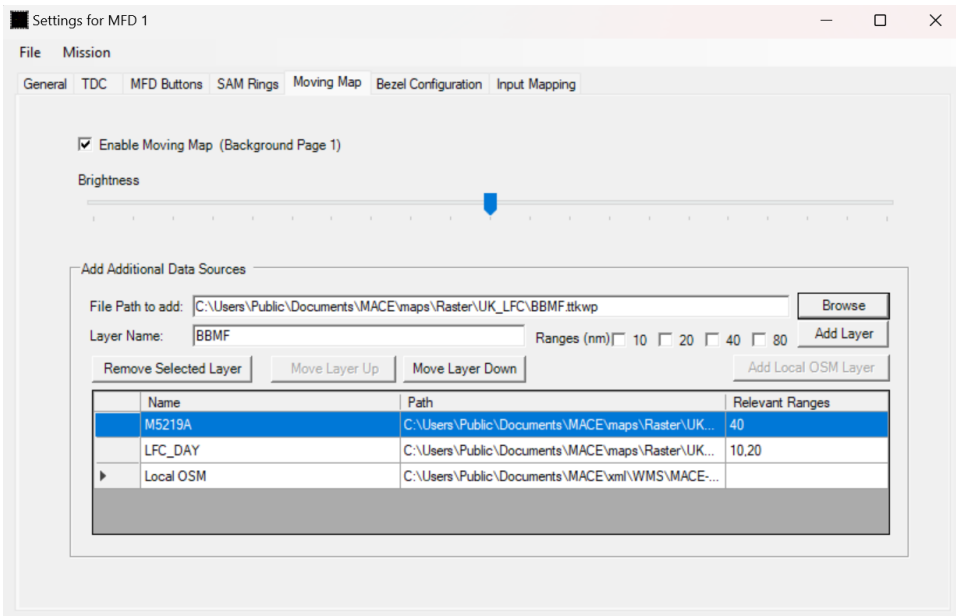 Settings for MFD 1
File Mission
General TDC MFD Buttons SAM Rings Moving Map Bezel Configuration Input Mapping
Enable Moving Map (Background Page 1)
Brightness
Add Additional Data Sources
File Path to add: C:\Users\Public\Documents\MACE\maps\Raster\UK_LFC\BBMF.ttkwp Browse
Layer Name: BBMF Ranges (nm) 10 20 40 80 Add Layer
Remove Selected Layer Move Layer Up Move Layer Down Add Local OSM Layer
Name Path Relevant Ranges
M5219A C:\Users\Public\Documents\MACE\maps\Raster\UK... 40
LFC_DAY C:\Users\Public\Documents\MACE\maps\Raster\UK... 10,20
Local OSM C:\Users\Public\Documents\MACE\xml\WMS\MACE-...